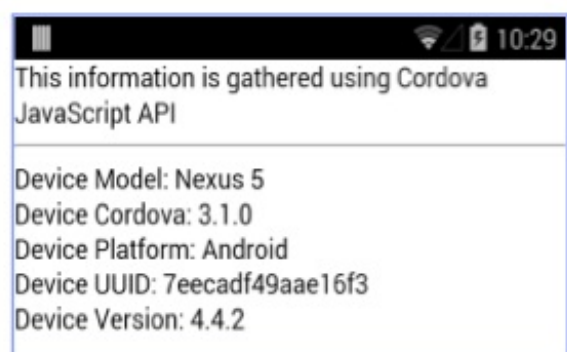 10:29
This information is gathered using Cordova
JavaScript API
Device Model: Nexus 5
Device Cordova: 3.1.0
Device Platform: Android
Device UUID: 7eecadf49aae16f3
Device Version: 4.4.2